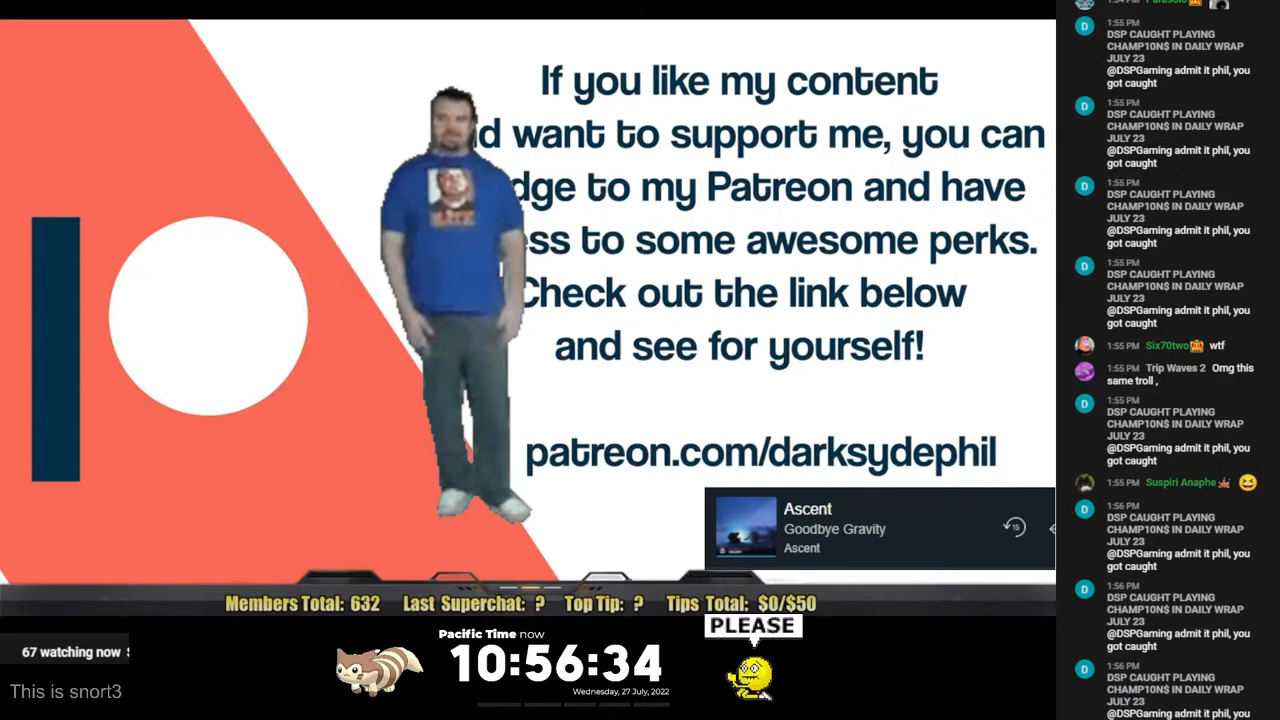 If you like my content
d want to support me, you can
dge to my Patreon and have
ess to some awesome perks.
Check out the link below
and see for yourself!
patreon.com/darksydephil
Ascent
Goodbye Gravity
Ascent
15
Members Total: 632 Last Superchat: ? Top Tip: ? Tips Total: $0/$50
PLEASE
Pacific Time now
10:56:34
Wednesday, 27 July, 2022
67 watching now
This is snort3
D
1:55 PM
DSP CAUGHT PLAYING
CHAMP10N$ IN DAILY WRAP
JULY 23
@DSPGaming admit it phil, you
got caught
D
1:55 PM
DSP CAUGHT PLAYING
CHAMP10N$ IN DAILY WRAP
JULY 23
@DSPGaming admit it phil, you
got caught
D
1:55 PM
DSP CAUGHT PLAYING
CHAMP10N$ IN DAILY WRAP
JULY 23
@DSPGaming admit it phil, you
got caught
D
1:55 PM
DSP CAUGHT PLAYING
CHAMP10N$ IN DAILY WRAP
JULY 23
@DSPGaming admit it phil, you
got caught
1:55 PM Six70two wtf
1:55 PM Trip Waves 2 Omg this
same troll ,
D
1:55 PM
DSP CAUGHT PLAYING
CHAMP10N$ IN DAILY WRAP
JULY 23
@DSPGaming admit it phil, you
got caught
1:55 PM Suspiri Anaphe
D
1:56 PM
DSP CAUGHT PLAYING
CHAMP10N$ IN DAILY WRAP
JULY 23
@DSPGaming admit it phil, you
got caught
D
1:56 PM
DSP CAUGHT PLAYING
CHAMP10N$ IN DAILY WRAP
JULY 23
@DSPGaming admit it phil, you
got caught
D
1:56 PM
DSP CAUGHT PLAYING
CHAMP10N$ IN DAILY WRAP
JULY 23
@DSPGaming admit it phil, you